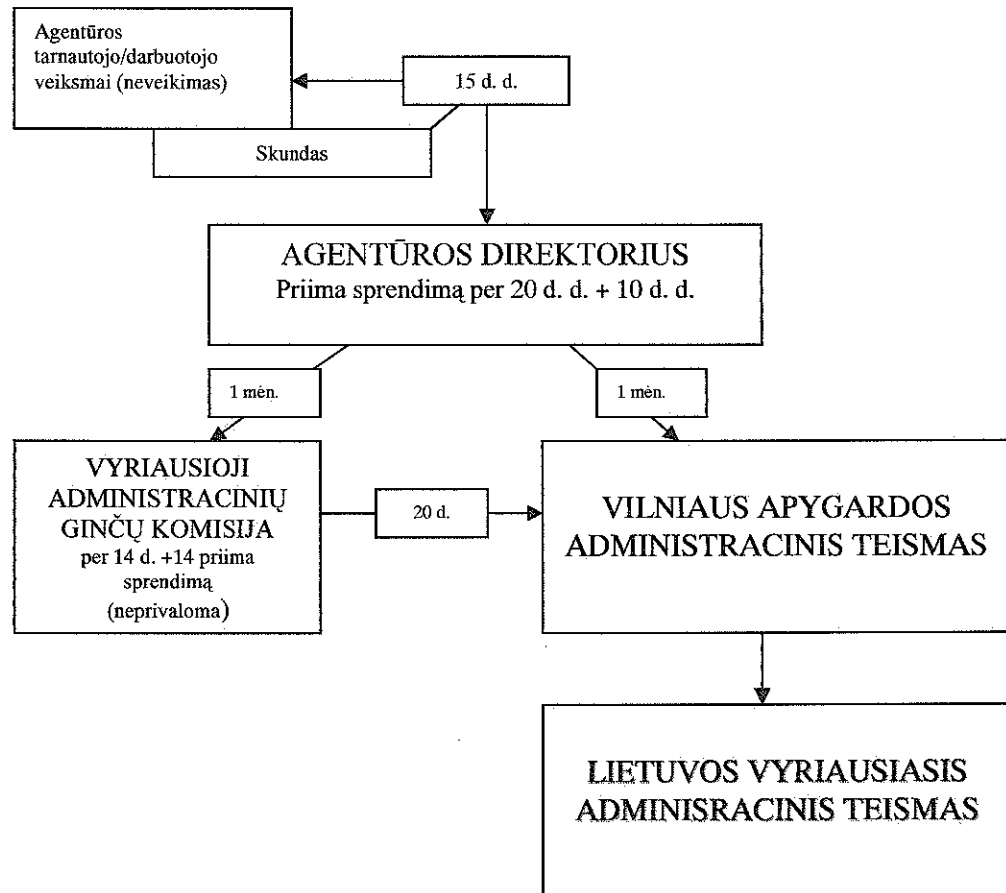 Agentūros
tarnautojo/darbuotojo
veiksmai (neveikimas)
15 d. d.
Skundas
AGENTŪROS DIREKTORIUS
Priima sprendimą per 20 d. d. + 10 d. d.
1 mėn.
1 mėn.
VYRIAUSIOJI
ADMINISTRACINIŲ
GINČŲ KOMISIJA
per 14 d. +14 priima
sprendimą
(neprivaloma)
20 d.
VILNIAUS APYGARDOS
ADMINISTRACINIS TEISMAS
LIETUVOS VYRIAUSIASIS
ADMINISRACINIS TEISMAS